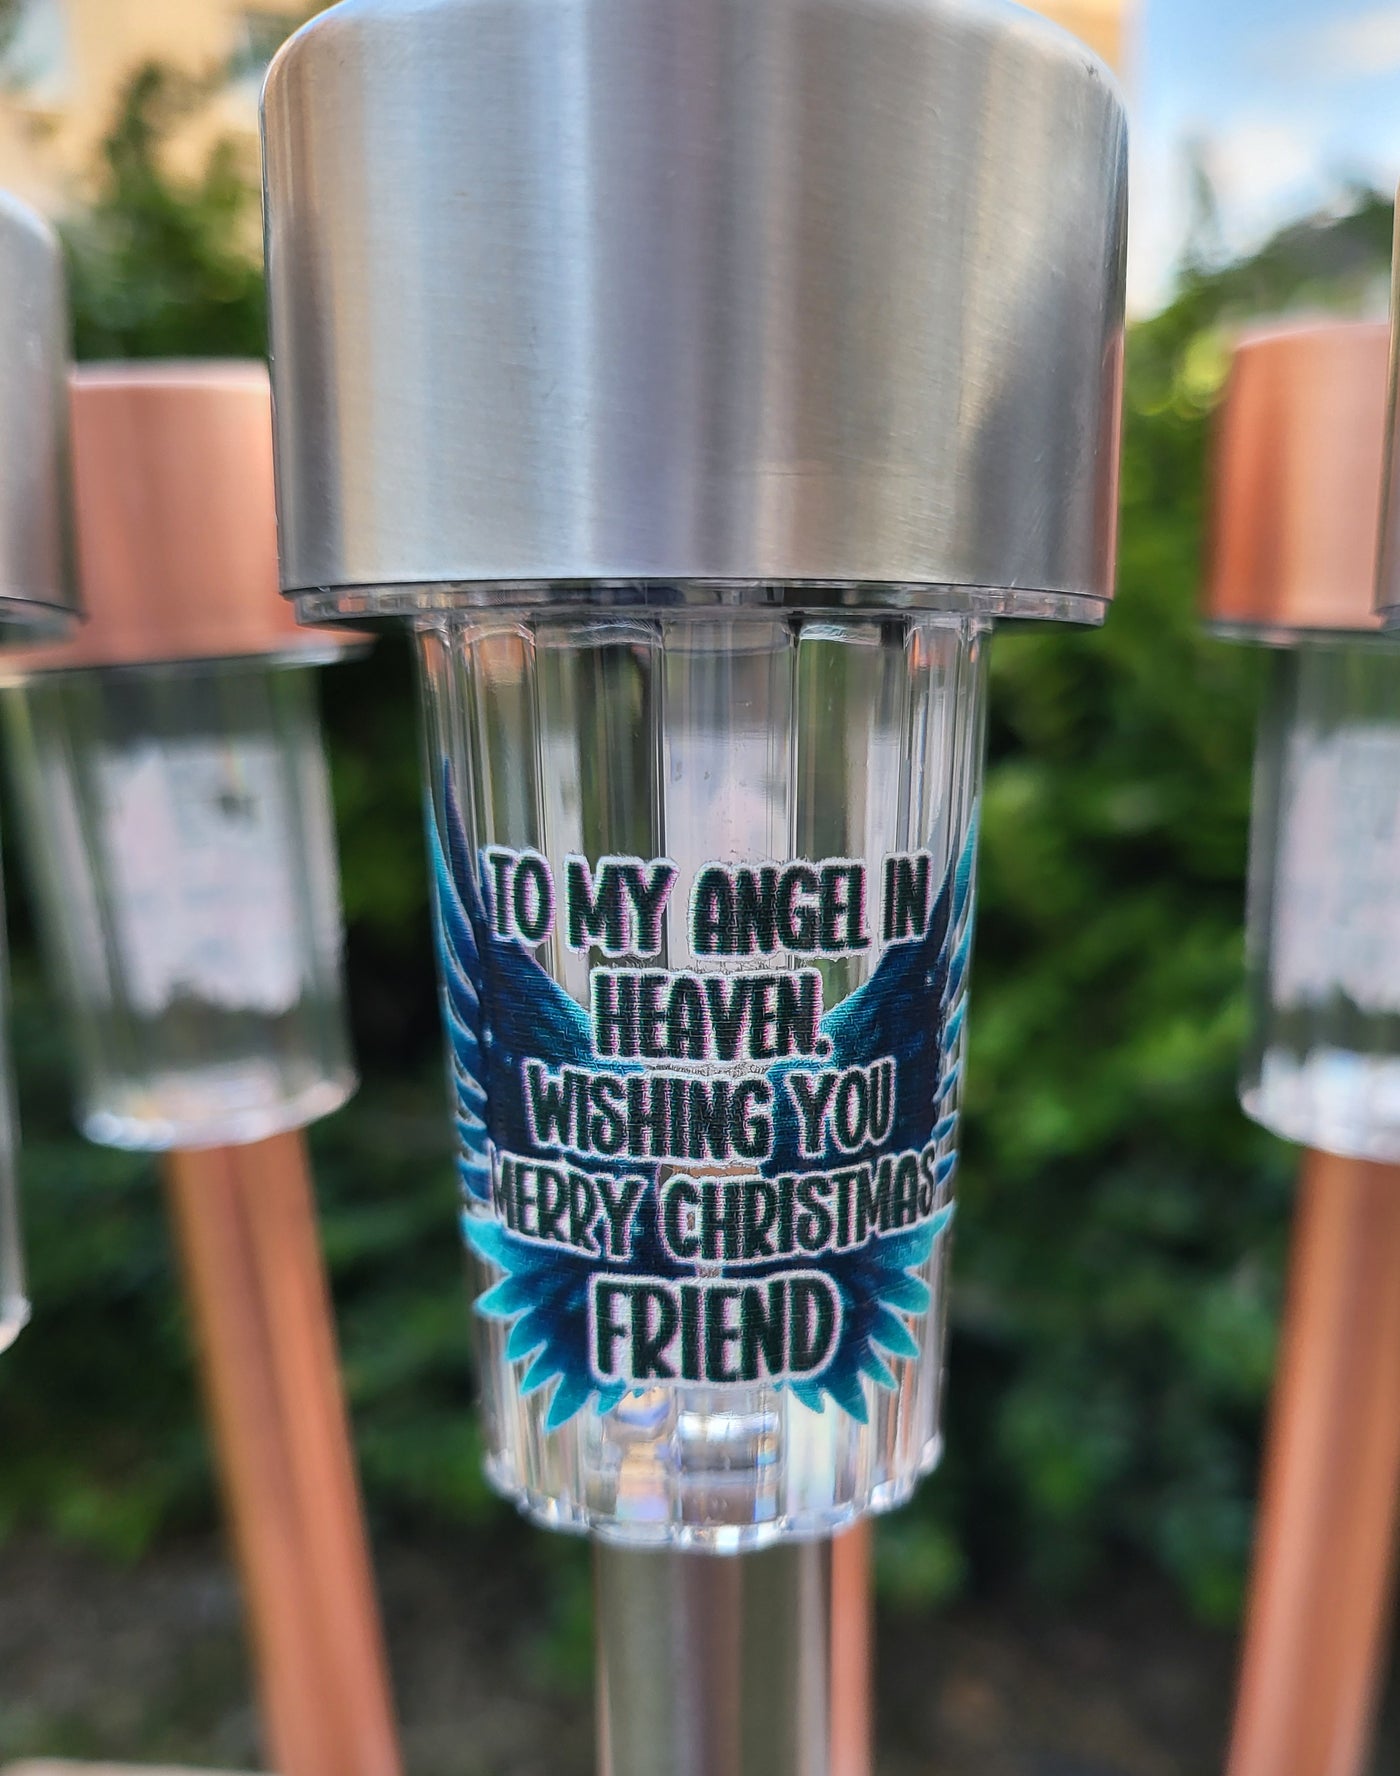 TO MY ANGEL IN
HEAVEN.
WISHING YOU
MERRY CHRISTMAS
FRIEND